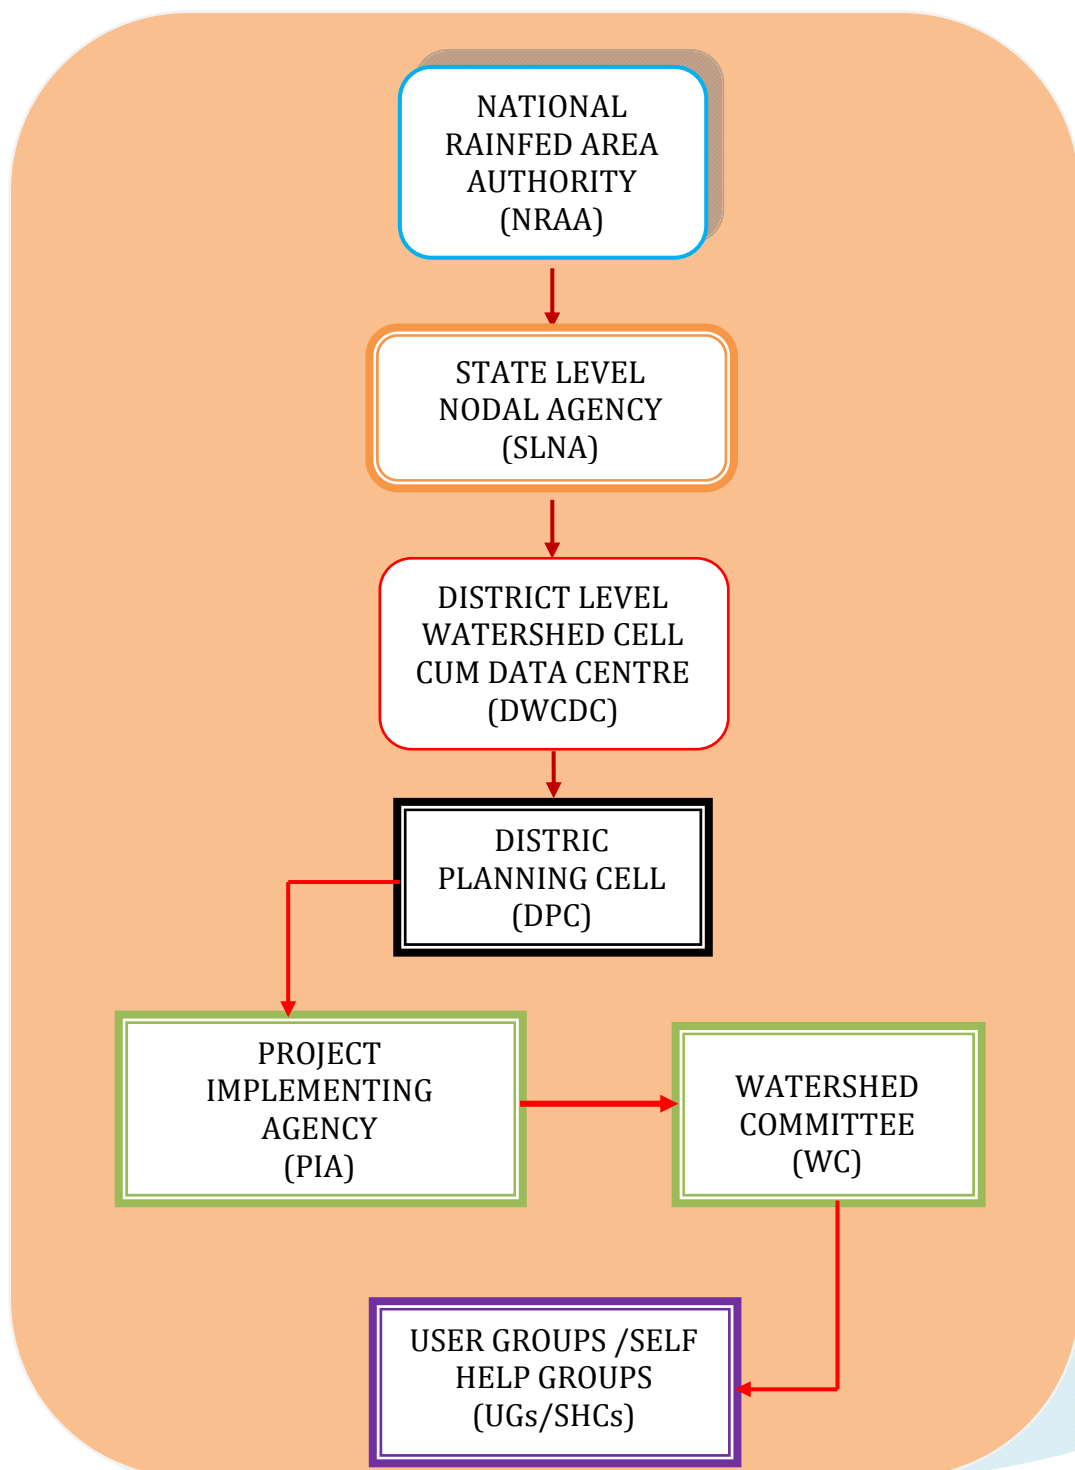 NATIONAL
RAINFED AREA
AUTHORITY
(NRAA)
STATE LEVEL
NODAL AGENCY
(SLNA)
DISTRICT LEVEL
WATERSHED CELL
CUM DATA CENTRE
(DWCDC)
DISTRIC
PLANNING CELL
(DPC)
PROJECT
IMPLEMENTING
AGENCY
(PIA)
WATERSHED
COMMITTEE
(WC)
USER GROUPS /SELF
HELP GROUPS
(UGs/SHCs)